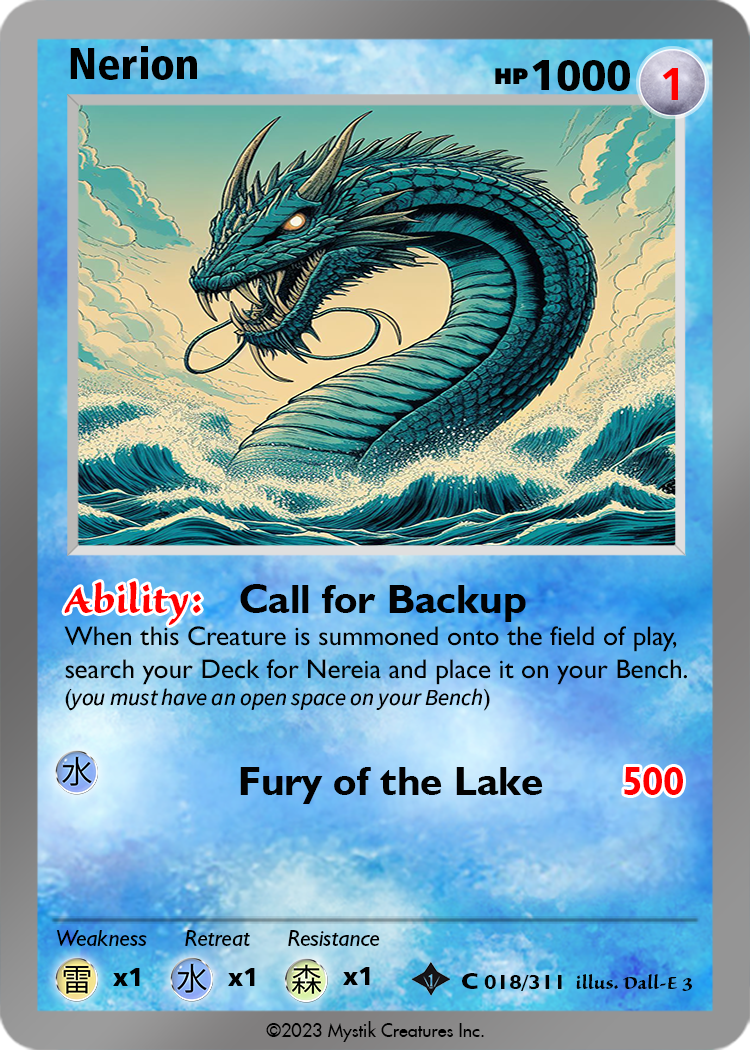 Nerion
HP 1000 1
Ability: Call for Backup
When this Creature is summoned onto the field of play,
search your Deck for Nereia and place it on your Bench.
(you must have an open space on your Bench)
水 Fury of the Lake 500
Weakness Retreat Resistance
雷 x1 水 x1 森 x1 1 C 018/311 illus. Dall-E 3
©2023 Mystik Creatures Inc.